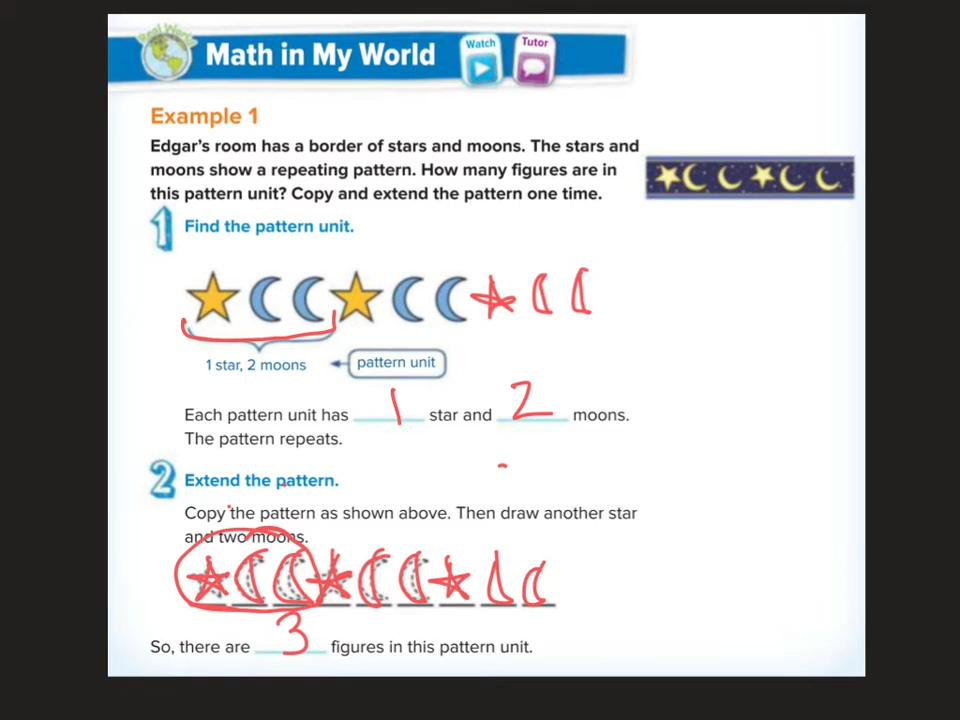 Real World
Math in My World
Watch
Tutor
Example 1
Edgar's room has a border of stars and moons. The stars and
moons show a repeating pattern. How many figures are in
this pattern unit? Copy and extend the pattern one time.
1 Find the pattern unit.
1 star, 2 moons
pattern unit
Each pattern unit has 1 star and 2 moons.
The pattern repeats.
2 Extend the pattern.
Copy the pattern as shown above. Then draw another star
and two moons.
So, there are 3 figures in this pattern unit.